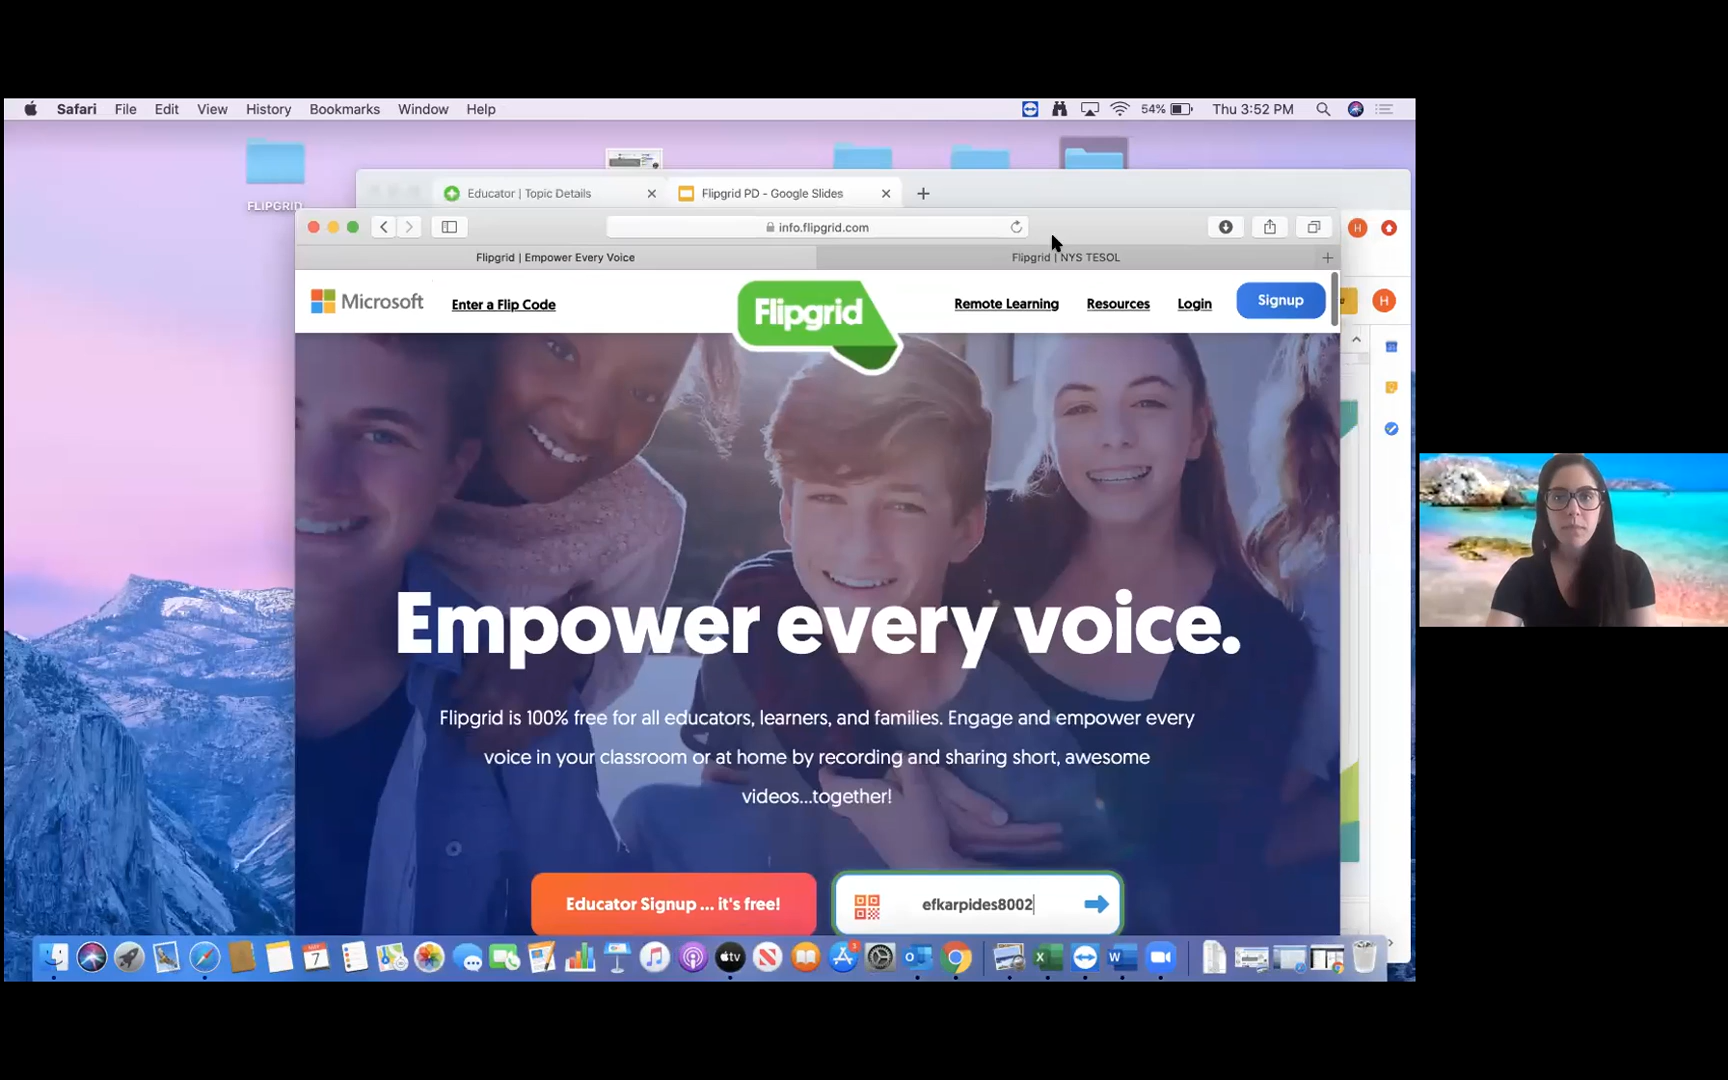 Safari File Edit View History Bookmarks Window Help 54% Thu 3:52 PM
FLIPGRID
Educator | Topic Details
Flipgrid PD - Google Slides
info.flipgrid.com
H
Flipgrid | Empower Every Voice
Flipgrid | NYS TESOL
Microsoft
Enter a Flip Code
Flipgrid
Remote Learning
Resources
Login
Signup
H
Empower every voice.
Flipgrid is 100% free for all educators, learners, and families. Engage and empower every
voice in your classroom or at home by recording and sharing short, awesome
videos...together!
Educator Signup ... it's free!
efkarpides8002
7
tv
3